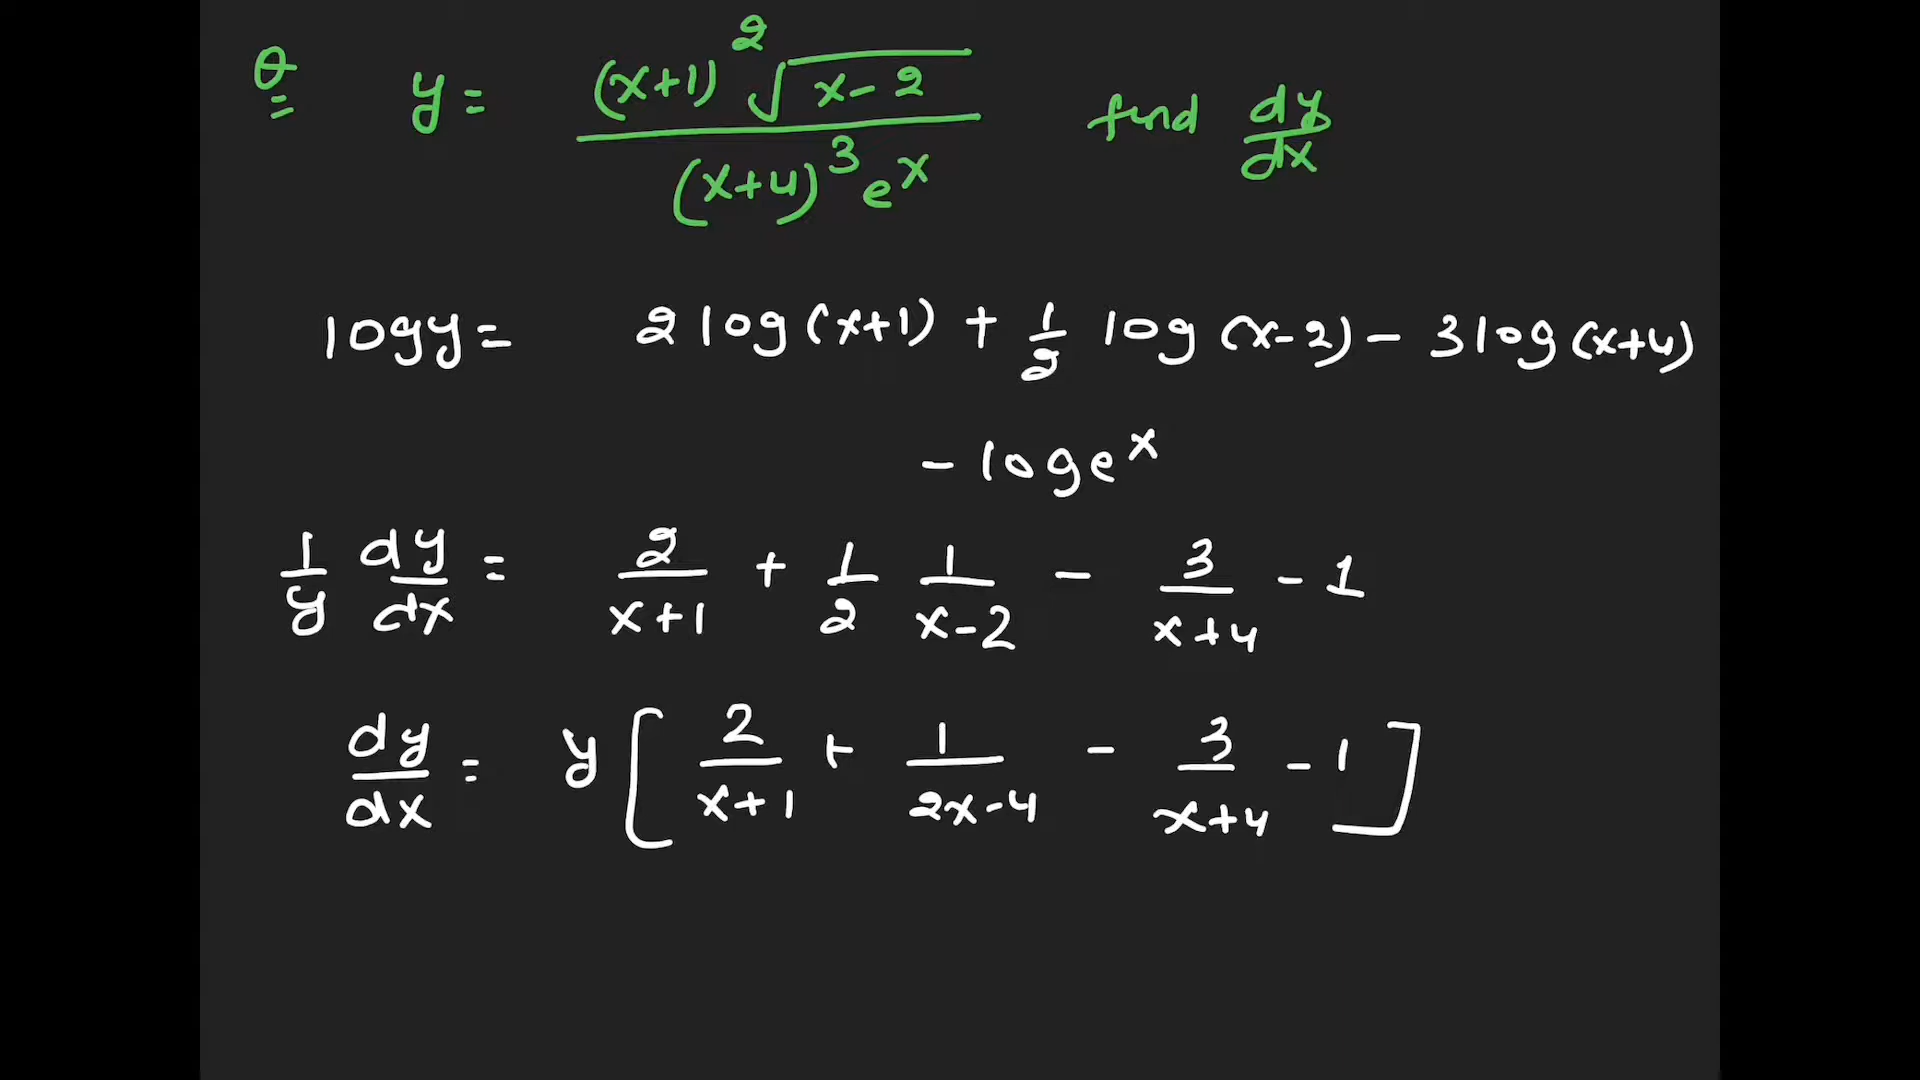 Q y = (x+1)² √(x-2) / (x+4)³ eˣ find dy/dx
log y = 2 log (x+1) + 1/2 log (x-2) - 3 log (x+4)
- log eˣ
1/y dy/dx = 2/(x+1) + 1/2 1/(x-2) - 3/(x+4) - 1
dy/dx = y [ 2/(x+1) + 1/(2x-4) - 3/(x+4) - 1 ]